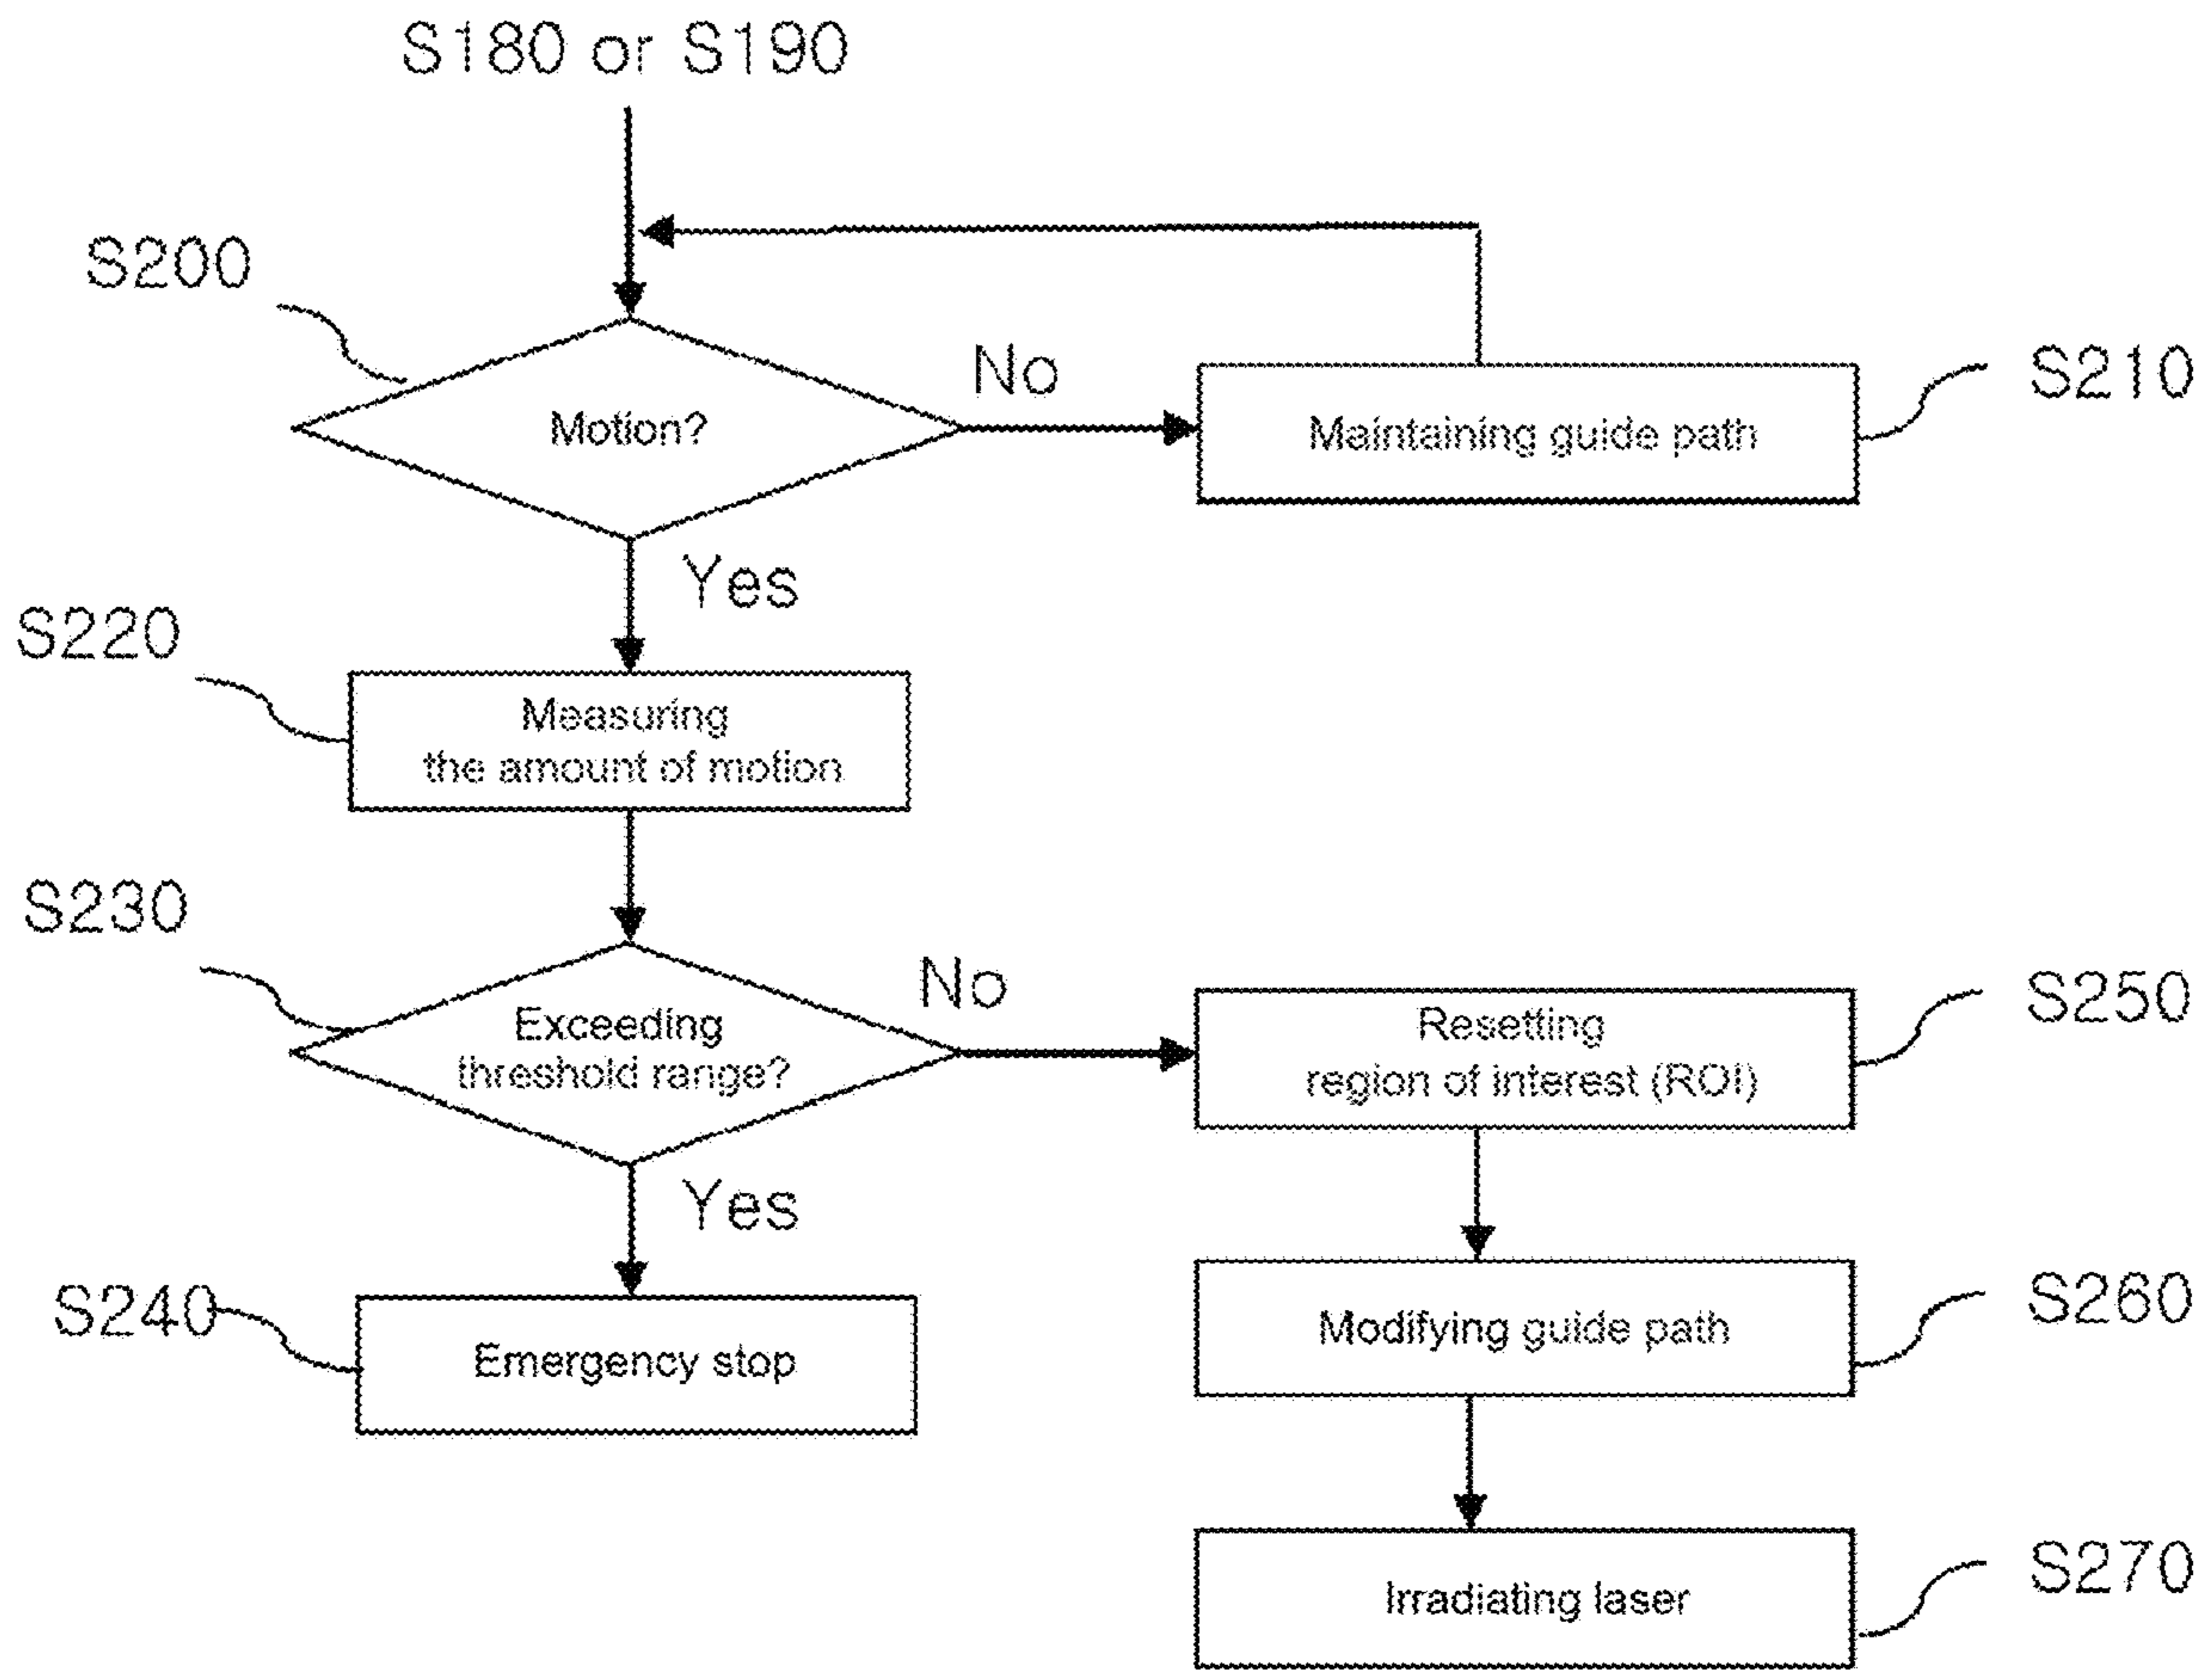 S180 or S190
S200
Motion?
No
Maintaining guide path
S210
Yes
S220
Measuring
the amount of motion
S230
Exceeding
threshold range?
No
Resetting
region of interest (ROI)
S250
Yes
S240
Emergency stop
Modifying guide path
S260
Irradiating laser
S270